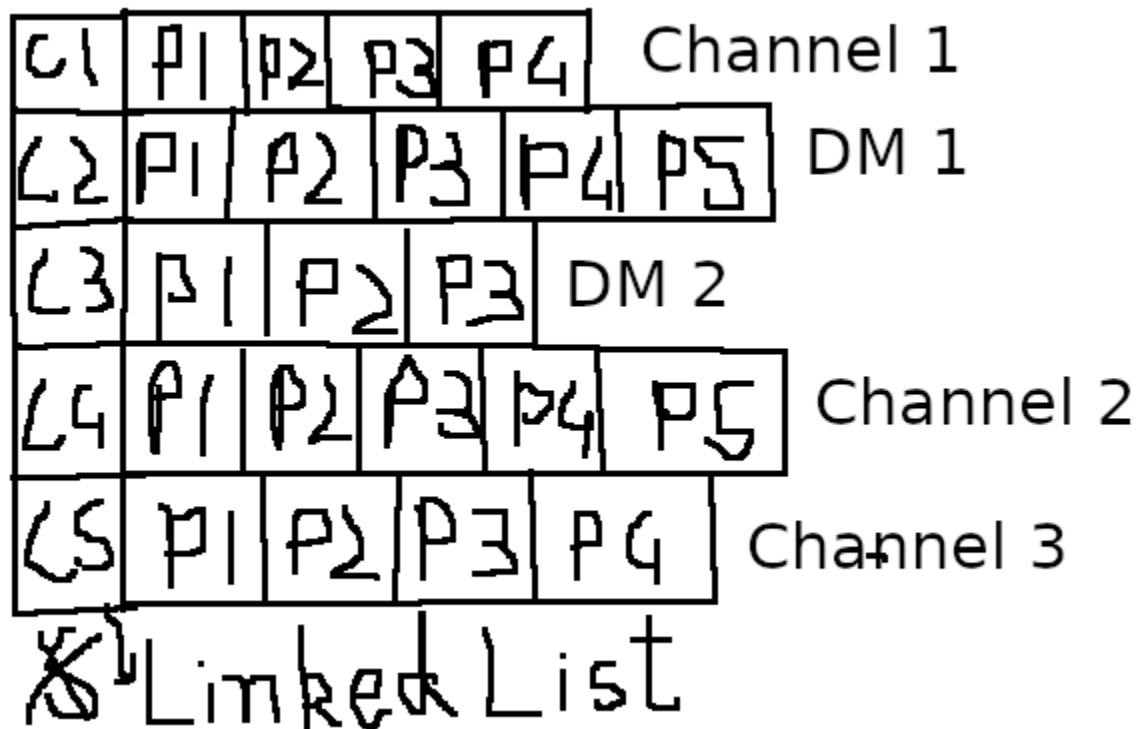 C1 P1 P2 P3 P4 Channel 1
C2 P1 P2 P3 P4 P5 DM 1
C3 P1 P2 P3 DM 2
C4 P1 P2 P3 P4 P5 Channel 2
C5 P1 P2 P3 P4 Channel 3
Linked List